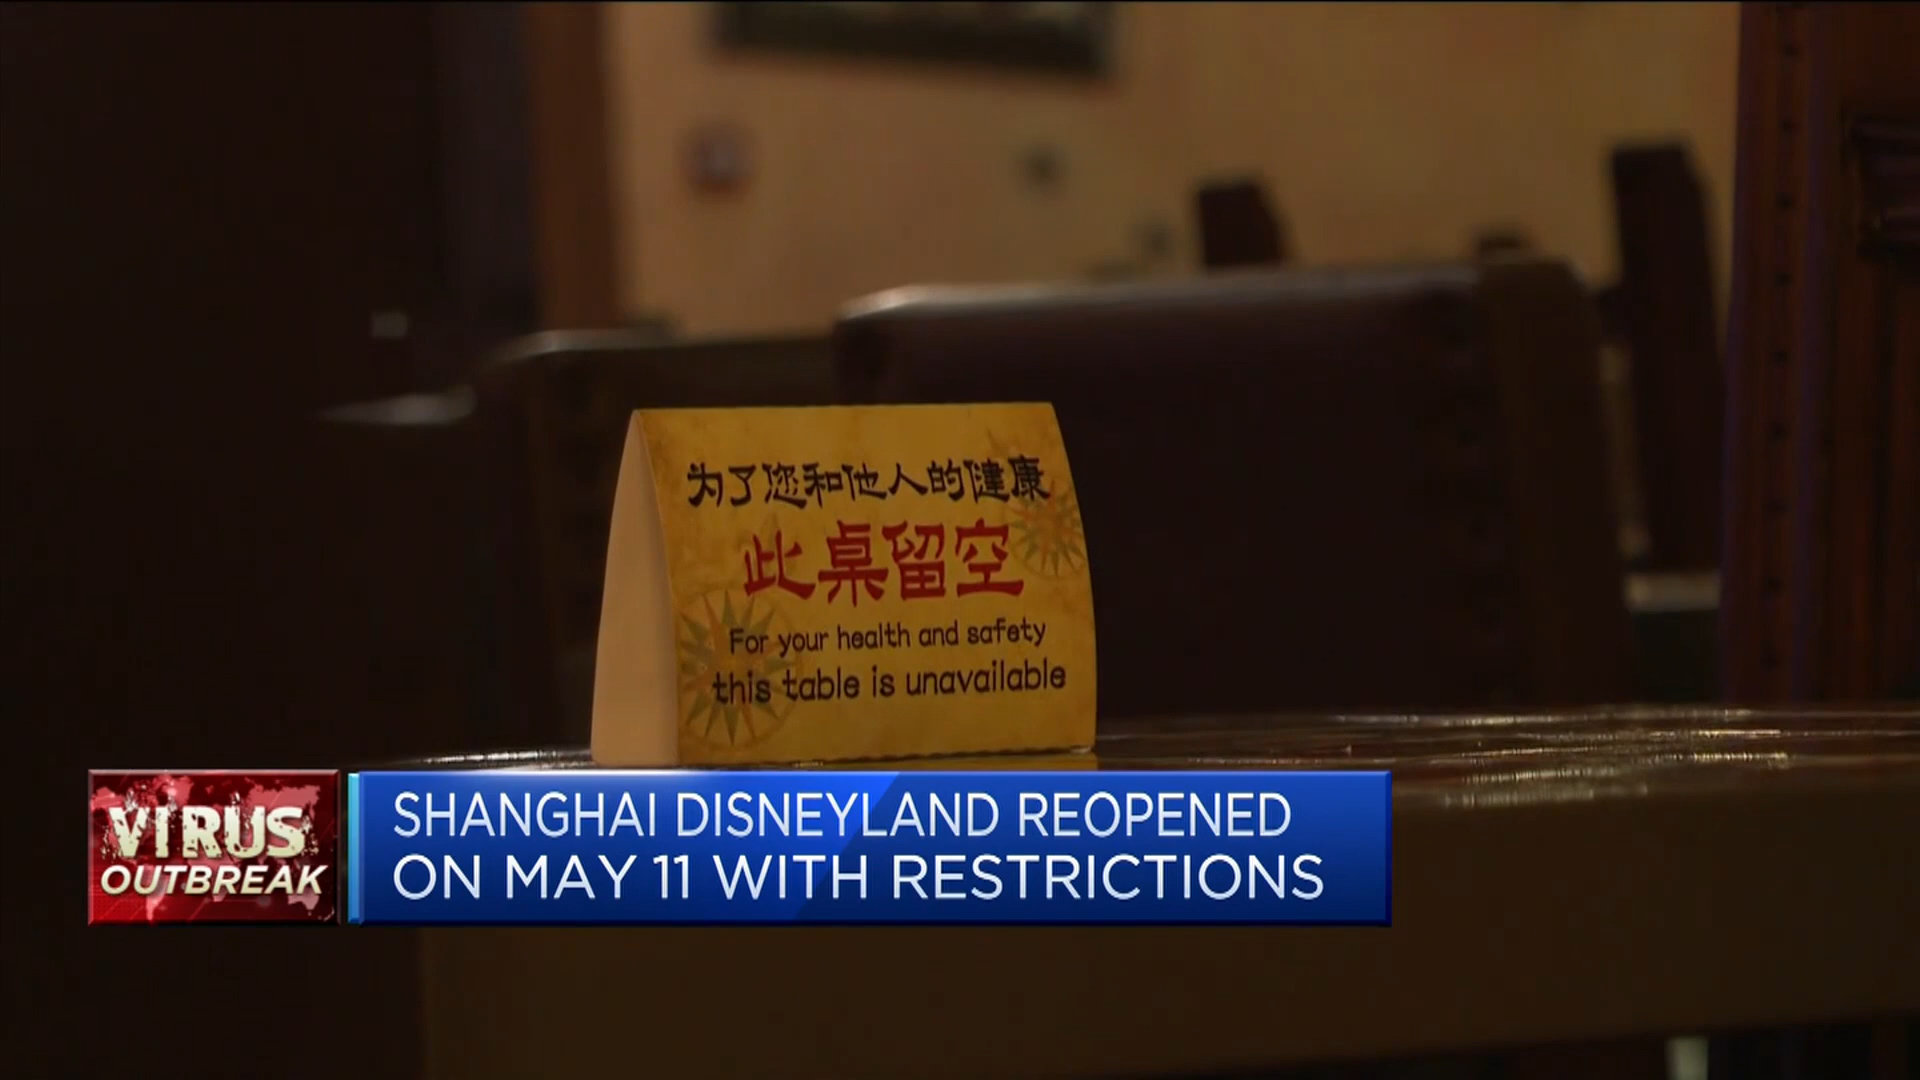 为了您和他人的健康
此桌留空
For your health and safety
this table is unavailable
VIRUS
OUTBREAK
SHANGHAI DISNEYLAND REOPENED
ON MAY 11 WITH RESTRICTIONS